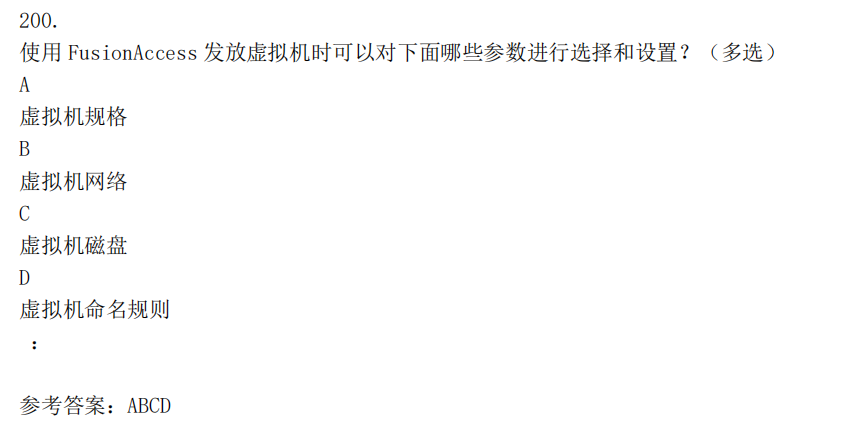 200.
使用 FusionAccess 发放虚拟机时可以对下面哪些参数进行选择和设置？（多选）
A
虚拟机规格
B
虚拟机网络
C
虚拟机磁盘
D
虚拟机命名规则
：
参考答案：ABCD